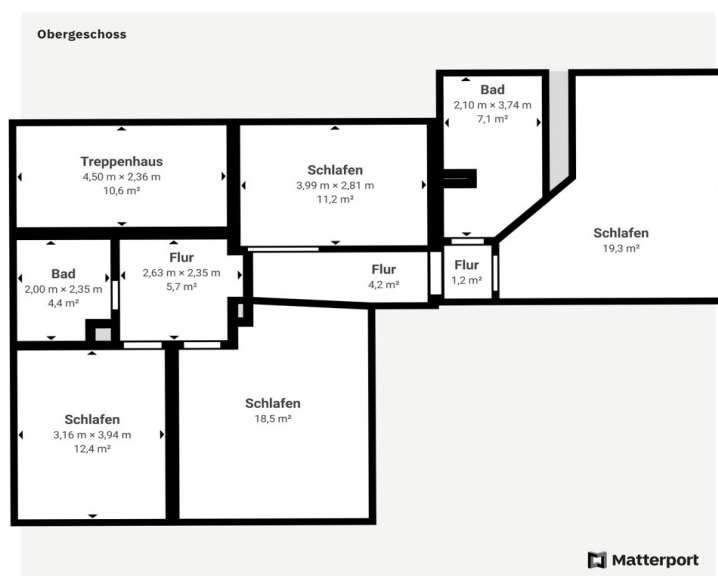 Obergeschoss
Bad
2,10 m × 3,74 m
7,1 m²
Treppenhaus
4,50 m × 2,36 m
10,6 m²
Schlafen
3,99 m × 2,81 m
11,2 m²
Schlafen
19,3 m²
Bad
2,00 m × 2,35 m
4,4 m²
Flur
2,63 m × 2,35 m
5,7 m²
Flur
4,2 m²
Flur
1,2 m²
Schlafen
3,16 m × 3,94 m
12,4 m²
Schlafen
18,5 m²
Matterport